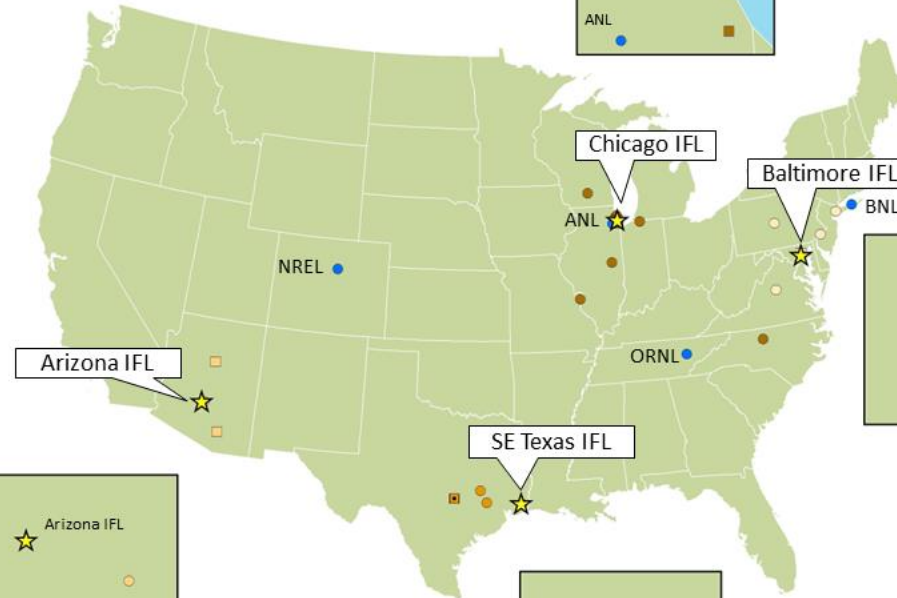 ANL
Chicago IFL
Baltimore IFL
ANL
BNL
NREL
ORNL
Arizona IFL
SE Texas IFL
Arizona IFL